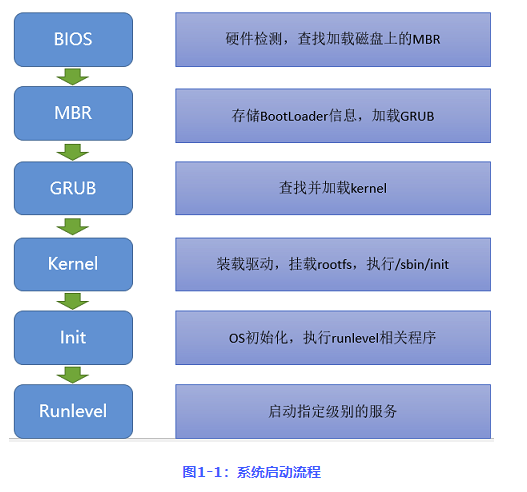 BIOS
硬件检测，查找加载磁盘上的MBR
MBR
存储BootLoader信息，加载GRUB
GRUB
查找并加载kernel
Kernel
装载驱动，挂载rootfs，执行/sbin/init
Init
OS初始化，执行runlevel相关程序
Runlevel
启动指定级别的服务
图1-1：系统启动流程